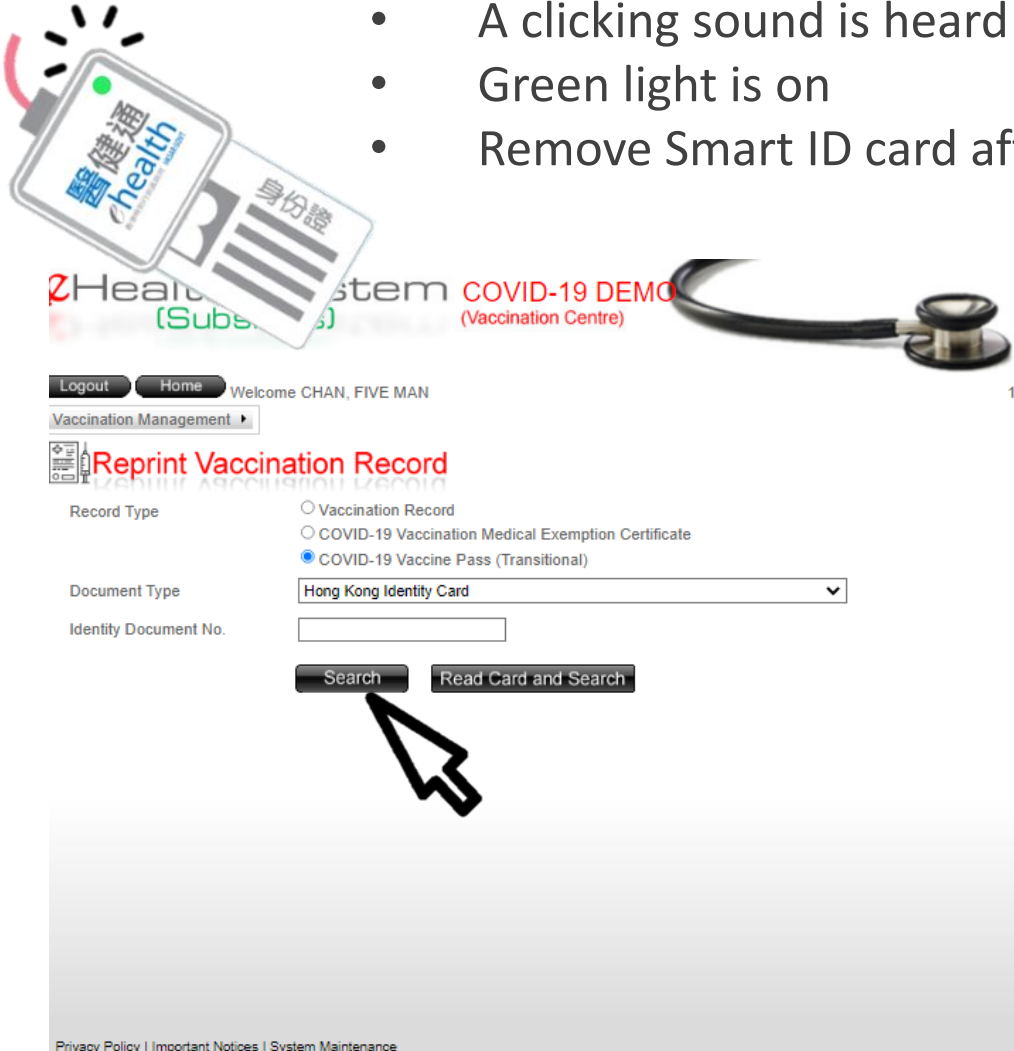 • A clicking sound is heard
• Green light is on
• Remove Smart ID card
醫健通
ehealth
身份證
COVID-19 DEMO
(Vaccination Centre)
Logout Home Welcome CHAN, FIVE MAN
Vaccination Management
Reprint Vaccination Record
Record Type
Vaccination Record
COVID-19 Vaccination Medical Exemption Certificate
COVID-19 Vaccine Pass (Transitional)
Document Type Hong Kong Identity Card
Identity Document No.
Search Read Card and Search
Privacy Policy | Important Notices | System Maintenance